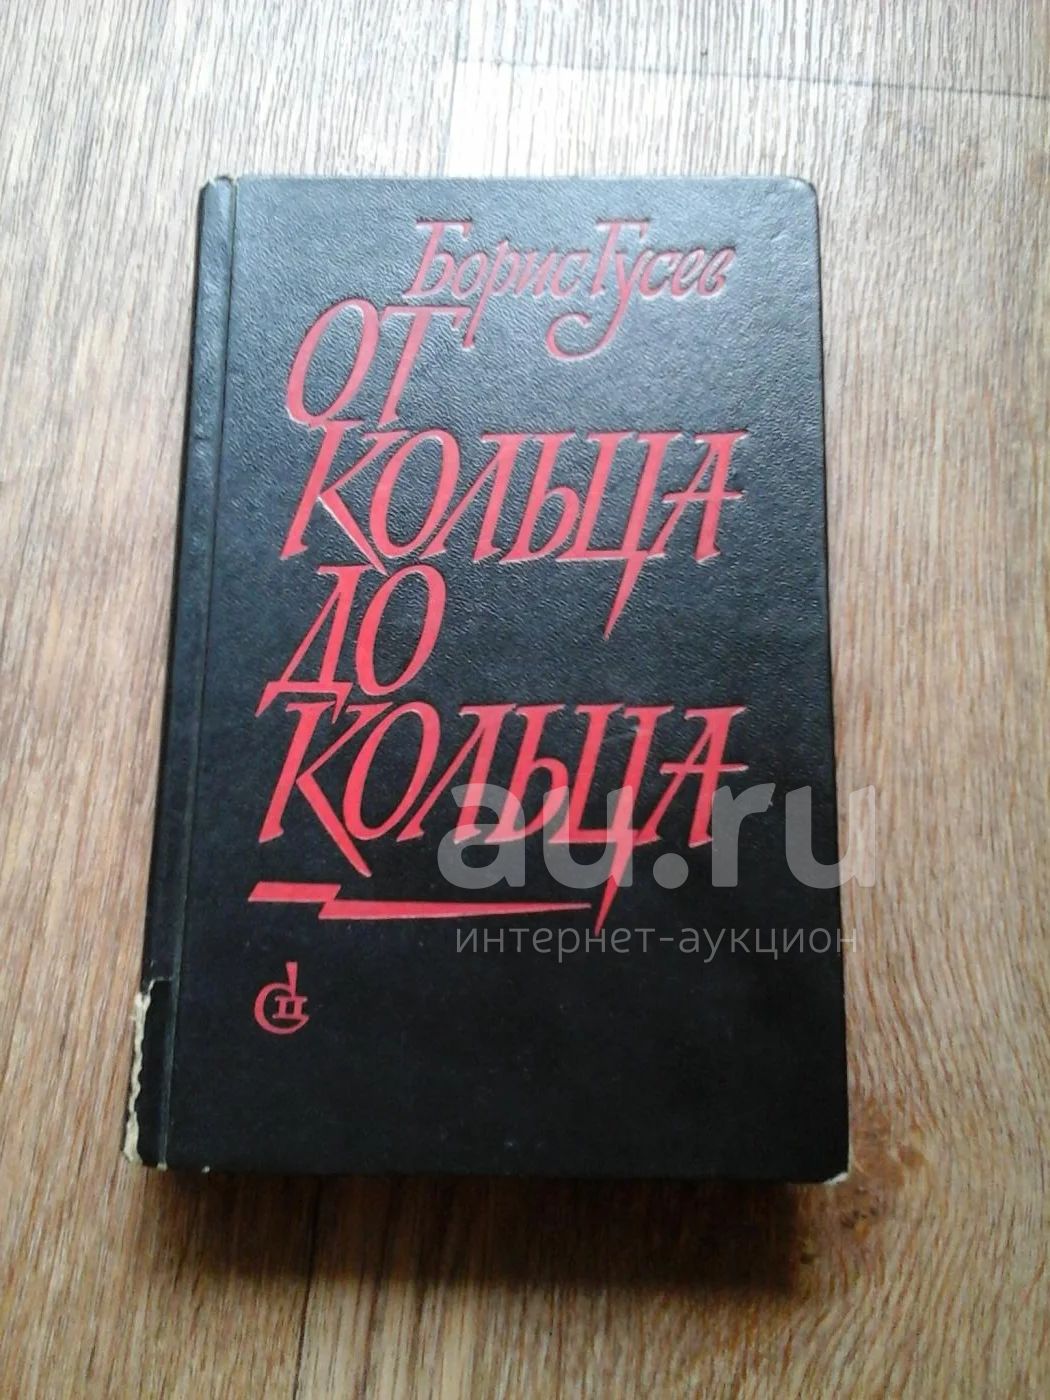 Борис Гусев
ОТ
КОЛЬЦА
ДО
КОЛЬЦА
au.ru
интернет-аукцион